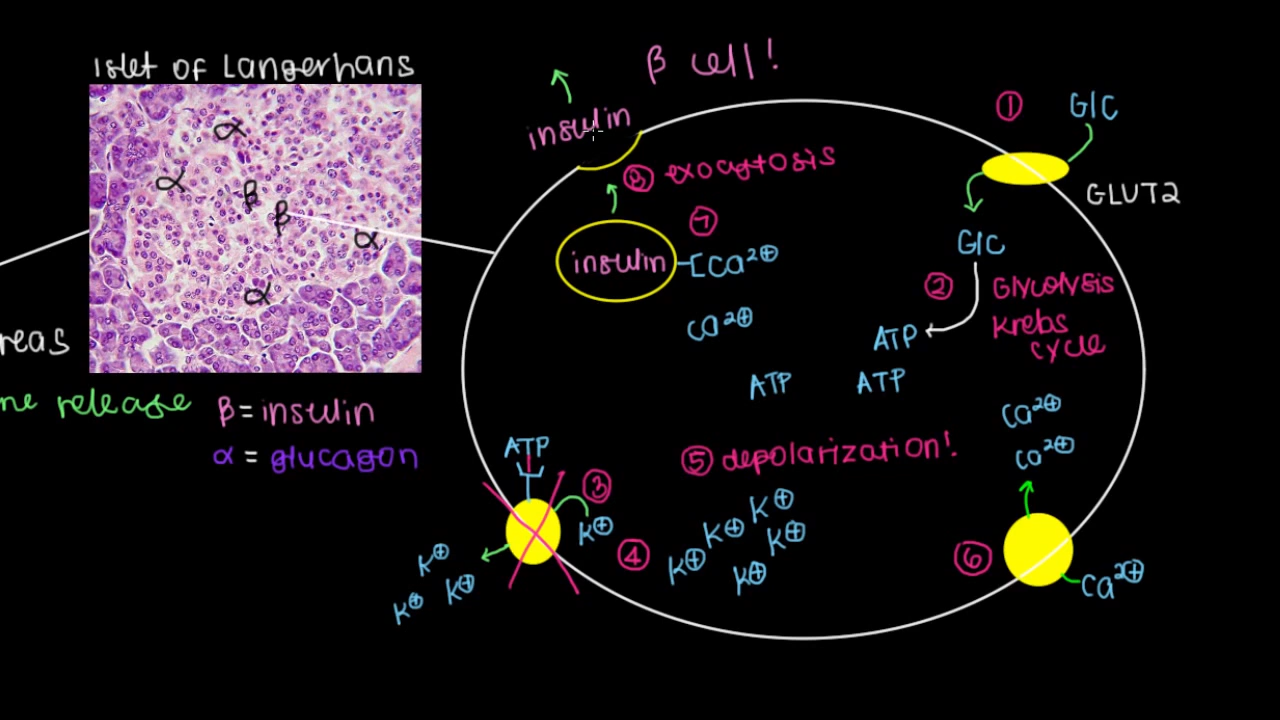 Islet of Langerhans
α
α
β
β
α
α
reas
ne release
β = insulin
α = glucagon
β cell!
insulin
⑧ exocytosis
⑦
insulin
Ca²⊕
Ca²⊕
① Glc
GLUT2
Glc
② Glycolysis
Krebs
cycle
ATP
ATP
ATP
Ca²⊕
Ca²⊕
⑤ depolarization!
ATP
③
K⊕
④
K⊕
K⊕
K⊕
K⊕
K⊕
K⊕
K⊕
K⊕
⑥
Ca²⊕